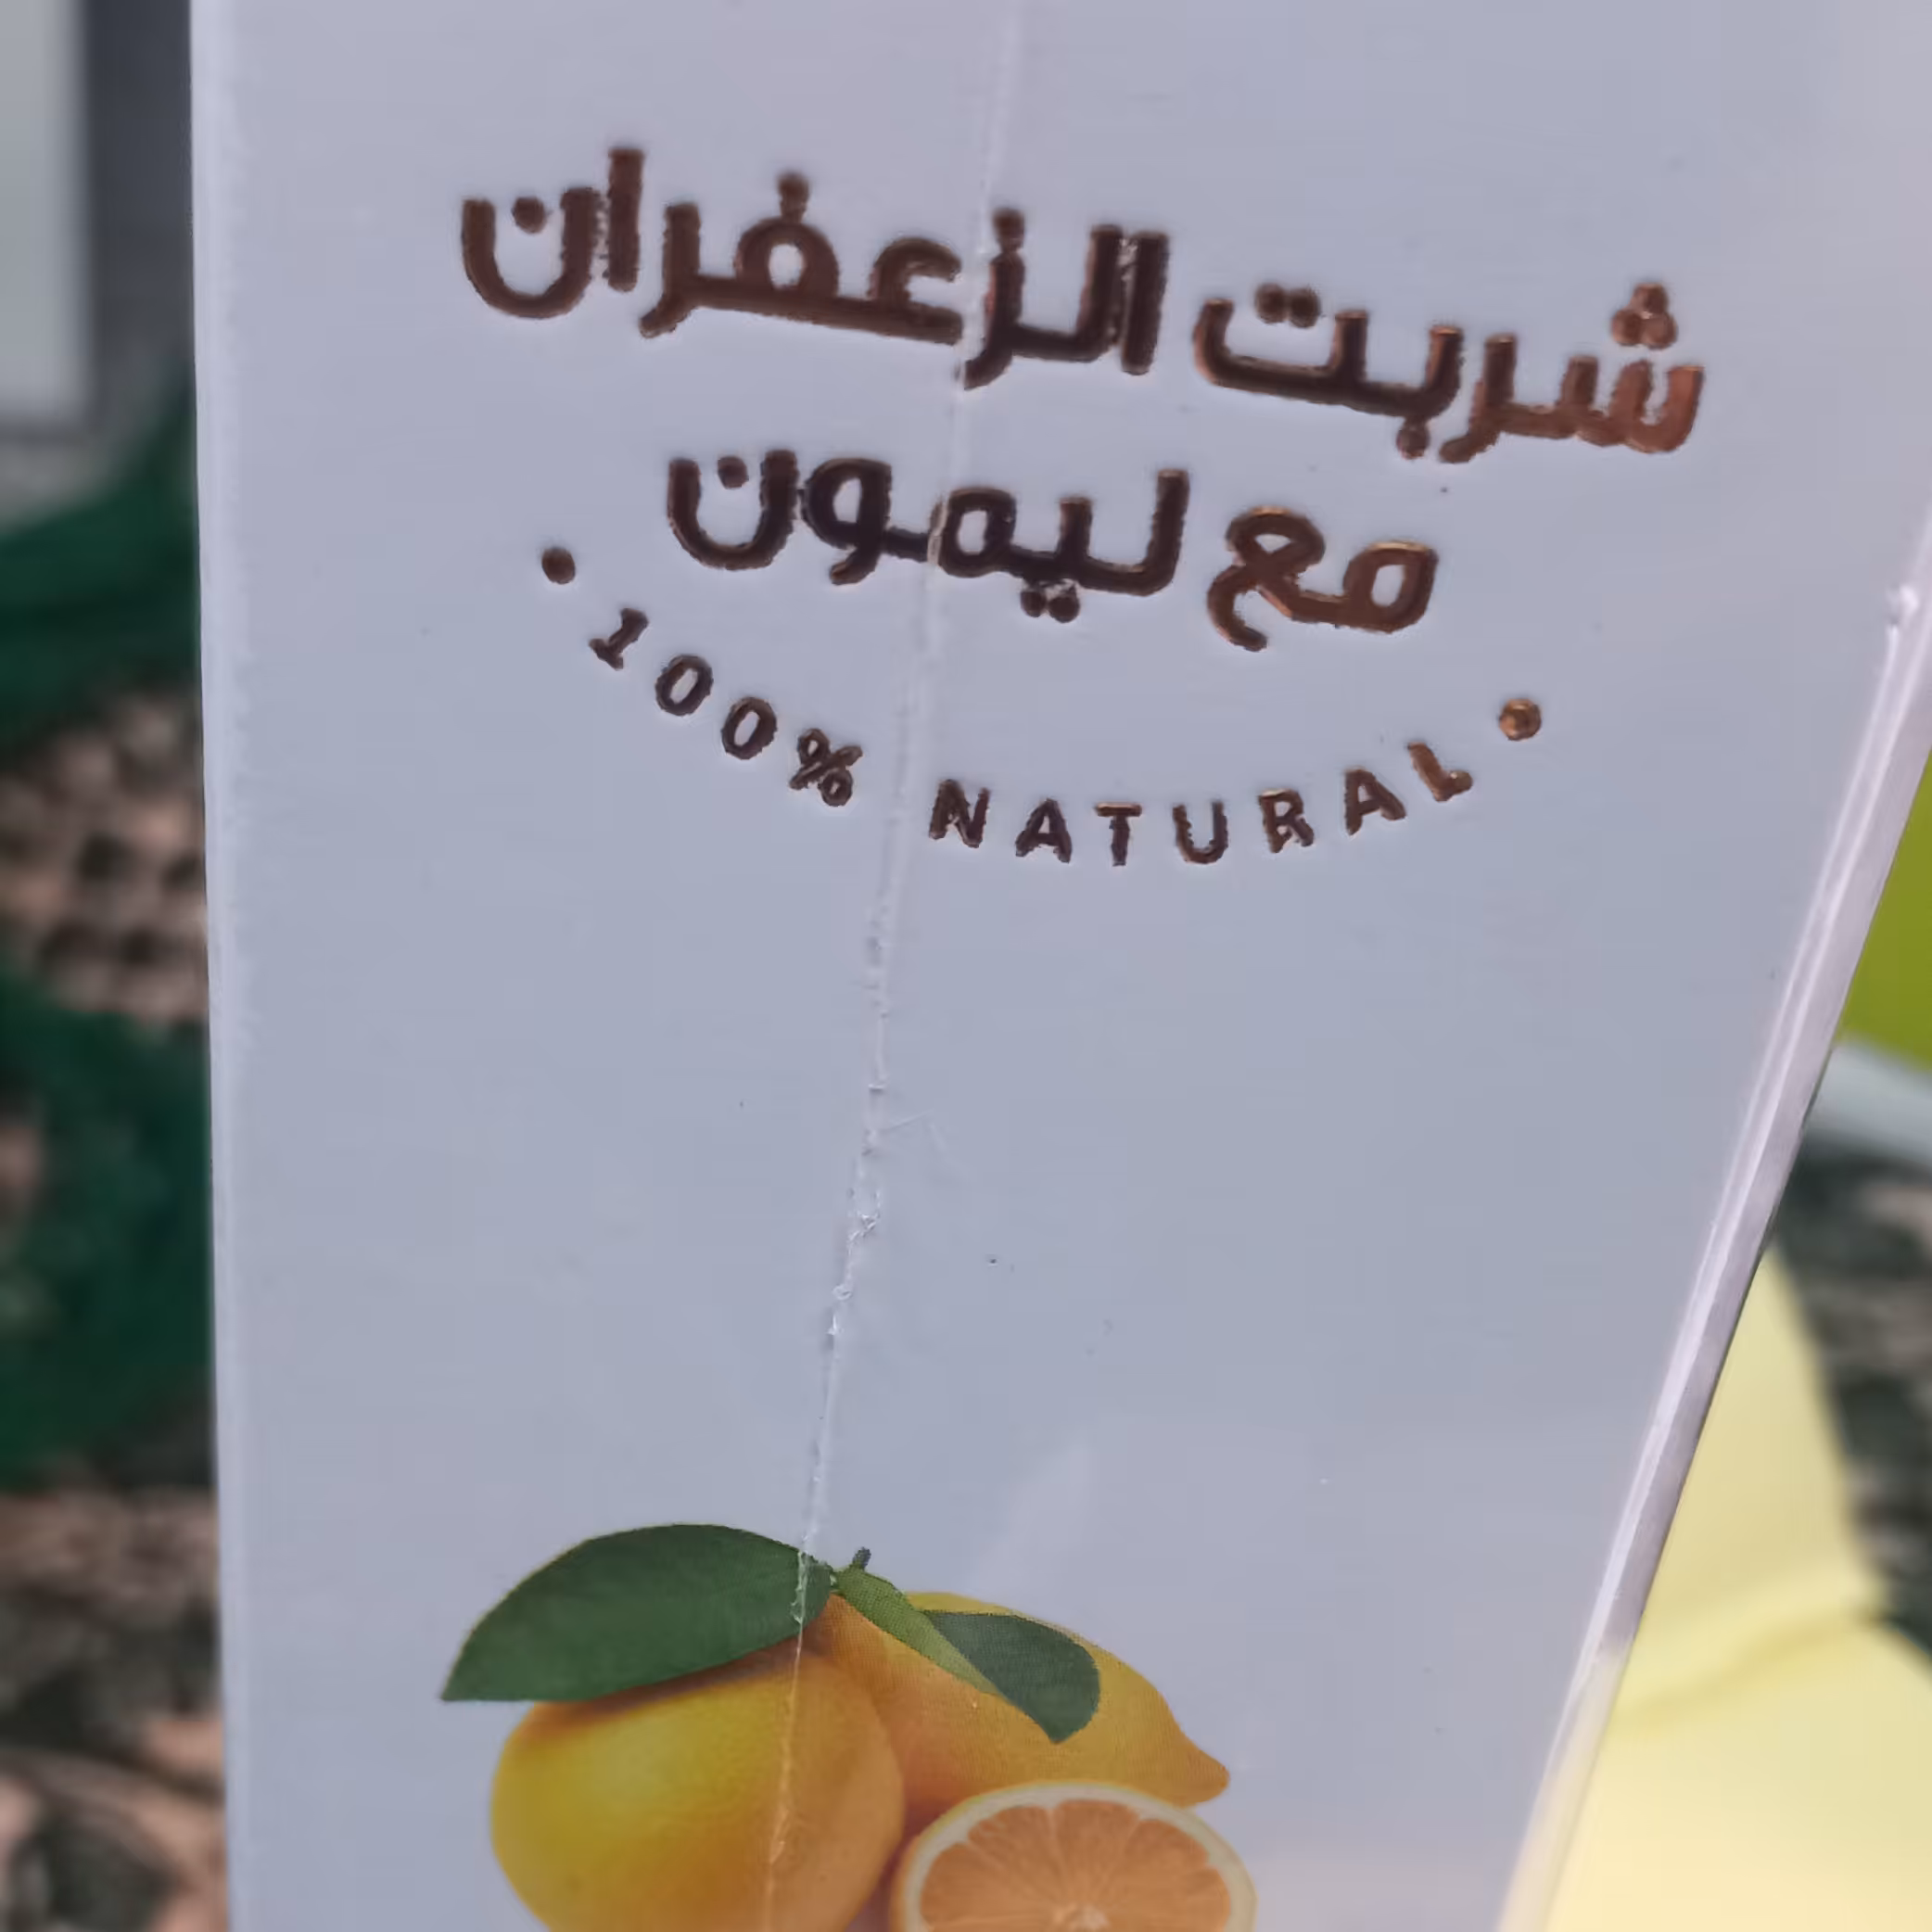 شربت الزعفران
مع ليمون
• 100% NATURAL •